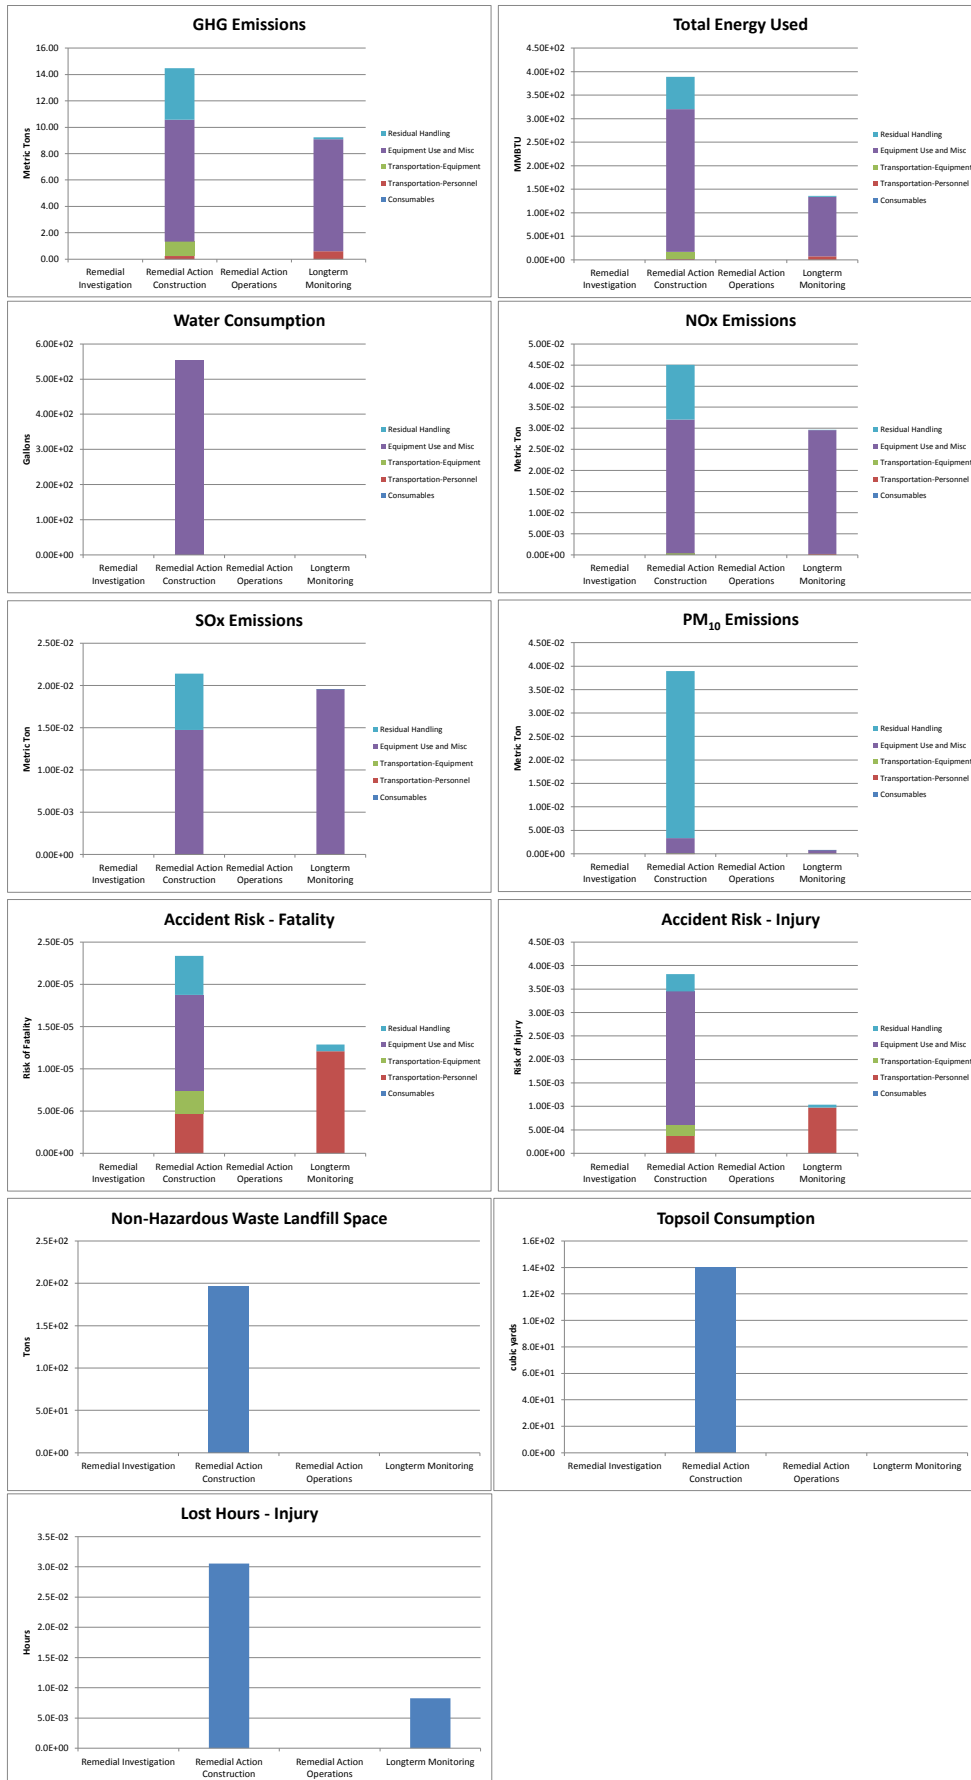 GHG Emissions
16.00
14.00
12.00
10.00
8.00
6.00
4.00
2.00
0.00
Metric Tons
Remedial Investigation
Remedial Action Construction
Remedial Action Operations
Longterm Monitoring
Residual Handling
Equipment Use and Misc
Transportation-Equipment
Transportation-Personnel
Consumables
Total Energy Used
4.50E+02
4.00E+02
3.50E+02
3.00E+02
2.50E+02
2.00E+02
1.50E+02
1.00E+02
5.00E+01
0.00E+00
MMBTU
Remedial Investigation
Remedial Action Construction
Remedial Action Operations
Longterm Monitoring
Residual Handling
Equipment Use and Misc
Transportation-Equipment
Transportation-Personnel
Consumables
Water Consumption
6.00E+02
5.00E+02
4.00E+02
3.00E+02
2.00E+02
1.00E+02
0.00E+00
Gallons
Remedial Investigation
Remedial Action Construction
Remedial Action Operations
Longterm Monitoring
Residual Handling
Equipment Use and Misc
Transportation-Equipment
Transportation-Personnel
Consumables
NOx Emissions
5.00E-02
4.50E-02
4.00E-02
3.50E-02
3.00E-02
2.50E-02
2.00E-02
1.50E-02
1.00E-02
5.00E-03
0.00E+00
Metric Ton
Remedial Investigation
Remedial Action Construction
Remedial Action Operations
Longterm Monitoring
Residual Handling
Equipment Use and Misc
Transportation-Equipment
Transportation-Personnel
Consumables
SOx Emissions
2.50E-02
2.00E-02
1.50E-02
1.00E-02
5.00E-03
0.00E+00
Metric Ton
Remedial Investigation
Remedial Action Construction
Remedial Action Operations
Longterm Monitoring
Residual Handling
Equipment Use and Misc
Transportation-Equipment
Transportation-Personnel
Consumables
PM10 Emissions
4.50E-02
4.00E-02
3.50E-02
3.00E-02
2.50E-02
2.00E-02
1.50E-02
1.00E-02
5.00E-03
0.00E+00
Metric Ton
Remedial Investigation
Remedial Action Construction
Remedial Action Operations
Longterm Monitoring
Residual Handling
Equipment Use and Misc
Transportation-Equipment
Transportation-Personnel
Consumables
Accident Risk - Fatality
2.50E-05
2.00E-05
1.50E-05
1.00E-05
5.00E-06
0.00E+00
Risk of Fatality
Remedial Investigation
Remedial Action Construction
Remedial Action Operations
Longterm Monitoring
Residual Handling
Equipment Use and Misc
Transportation-Equipment
Transportation-Personnel
Consumables
Accident Risk - Injury
4.50E-03
4.00E-03
3.50E-03
3.00E-03
2.50E-03
2.00E-03
1.50E-03
1.00E-03
5.00E-04
0.00E+00
Risk of Injury
Remedial Investigation
Remedial Action Construction
Remedial Action Operations
Longterm Monitoring
Residual Handling
Equipment Use and Misc
Transportation-Equipment
Transportation-Personnel
Consumables
Non-Hazardous Waste Landfill Space
2.5E+02
2.0E+02
1.5E+02
1.0E+02
5.0E+01
0.0E+00
Tons
Remedial Investigation
Remedial Action Construction
Remedial Action Operations
Longterm Monitoring
Topsoil Consumption
1.6E+02
1.4E+02
1.2E+02
1.0E+02
8.0E+01
6.0E+01
4.0E+01
2.0E+01
0.0E+00
cubic yards
Remedial Investigation
Remedial Action Construction
Remedial Action Operations
Longterm Monitoring
Lost Hours - Injury
3.5E-02
3.0E-02
2.5E-02
2.0E-02
1.5E-02
1.0E-02
5.0E-03
0.0E+00
Hours
Remedial Investigation
Remedial Action Construction
Remedial Action Operations
Longterm Monitoring